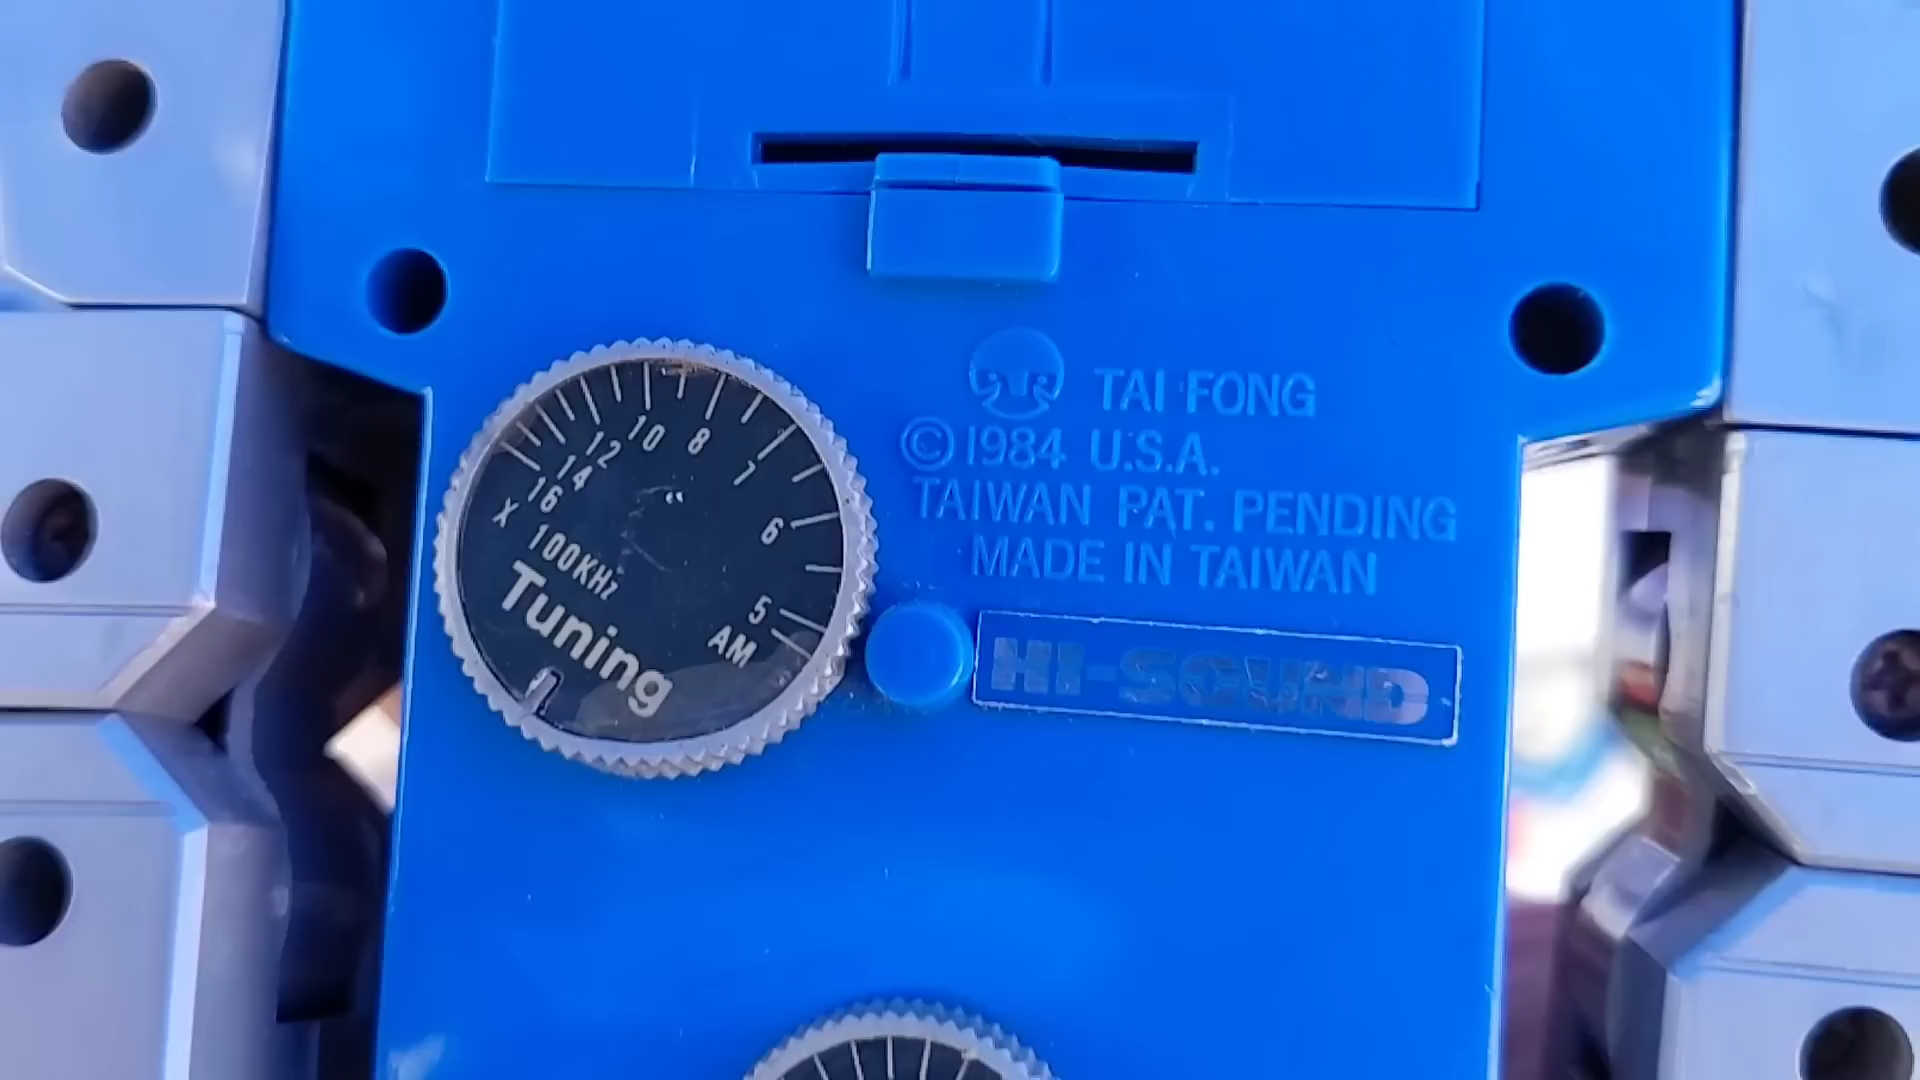 TAI FONG
©1984 U.S.A.
TAIWAN PAT. PENDING
MADE IN TAIWAN
HI-SOUND
16 14 12 10 8 7 6 5
X 100KHz
AM
Tuning